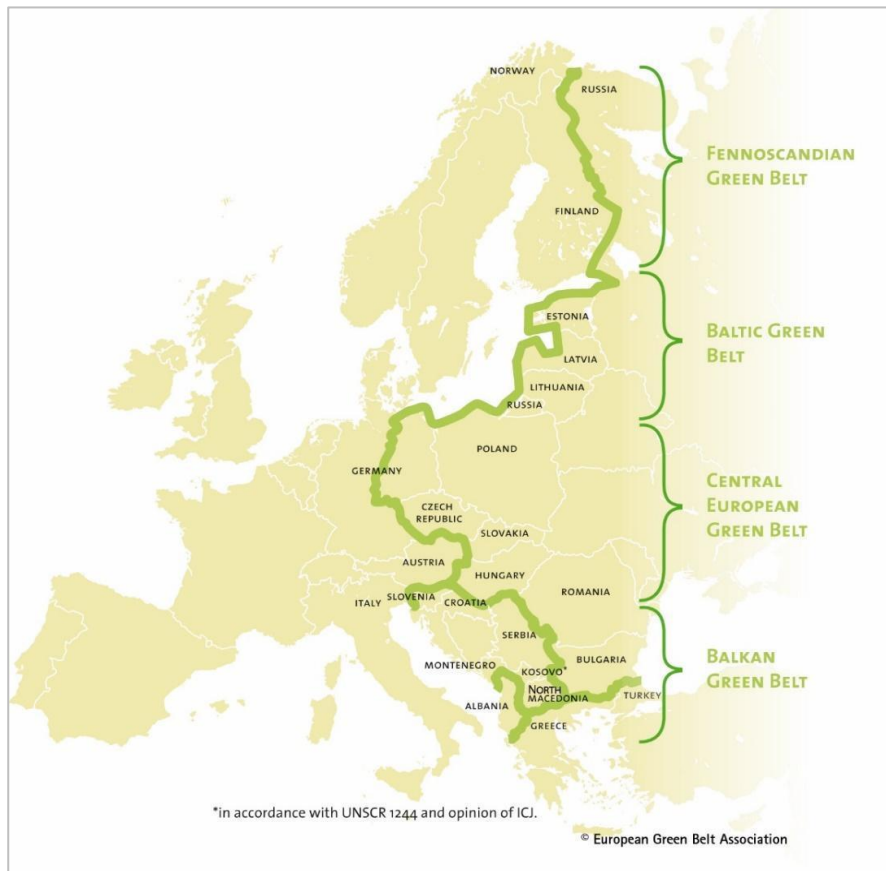 NORWAY
RUSSIA
FENNOSCANDIAN
GREEN BELT
FINLAND
ESTONIA
BALTIC GREEN
BELT
LATVIA
LITHUANIA
RUSSIA
POLAND
GERMANY
CENTRAL
EUROPEAN
GREEN BELT
CZECH
REPUBLIC
SLOVAKIA
AUSTRIA
HUNGARY
ROMANIA
SLOVENIA
ITALY
CROATIA
SERBIA
BULGARIA
BALKAN
GREEN BELT
MONTENEGRO
KOSOVO*
NORTH
MACEDONIA
TURKEY
ALBANIA
GREECE
*in accordance with UNSCR 1244 and opinion of ICJ.
© European Green Belt Association